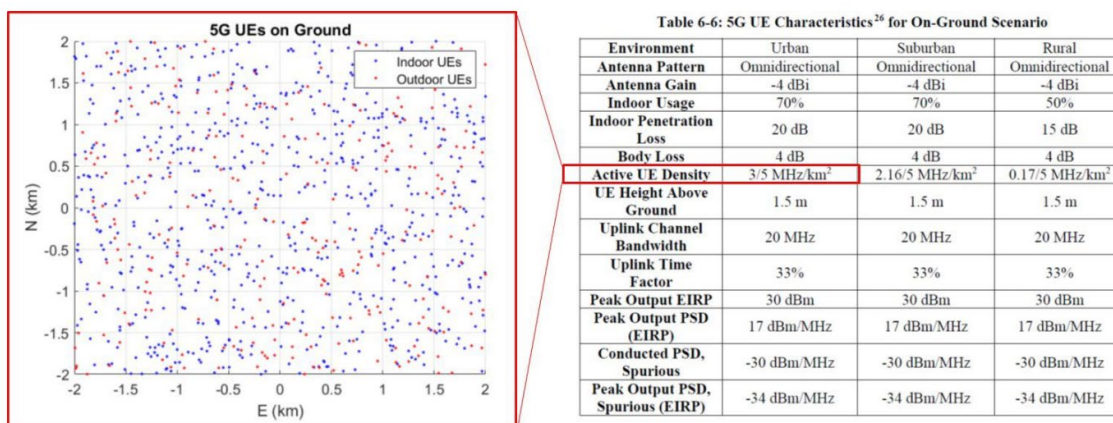 5G UEs on Ground
Indoor UEs
Outdoor UEs
N (km)
2
1.5
1
0.5
0
-0.5
-1
-1.5
-2
-2 -1.5 -1 -0.5 0 0.5 1 1.5 2
E (km)
Table 6-6: 5G UE Characteristics²⁶ for On-Ground Scenario
Environment Urban Suburban Rural
Antenna Pattern Omnidirectional Omnidirectional Omnidirectional
Antenna Gain -4 dBi -4 dBi -4 dBi
Indoor Usage 70% 70% 50%
Indoor Penetration
Loss 20 dB 20 dB 15 dB
Body Loss 4 dB 4 dB 4 dB
Active UE Density 3/5 MHz/km² 2.16/5 MHz/km² 0.17/5 MHz/km²
UE Height Above
Ground 1.5 m 1.5 m 1.5 m
Uplink Channel
Bandwidth 20 MHz 20 MHz 20 MHz
Uplink Time
Factor 33% 33% 33%
Peak Output EIRP 30 dBm 30 dBm 30 dBm
Peak Output PSD
(EIRP) 17 dBm/MHz 17 dBm/MHz 17 dBm/MHz
Conducted PSD,
Spurious -30 dBm/MHz -30 dBm/MHz -30 dBm/MHz
Peak Output PSD,
Spurious (EIRP) -34 dBm/MHz -34 dBm/MHz -34 dBm/MHz